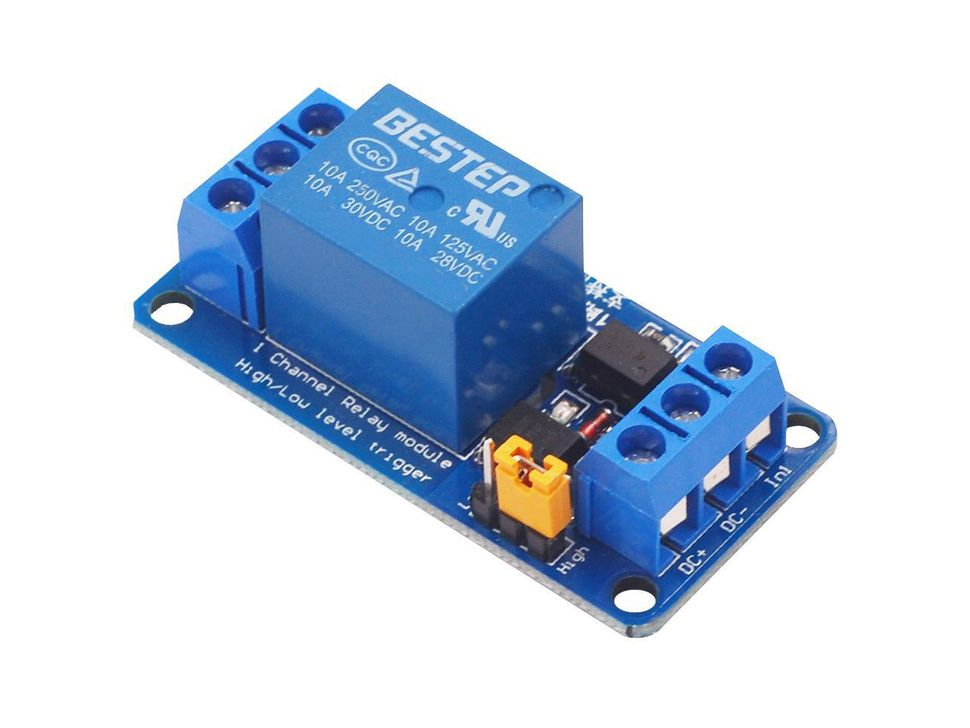 BESTEP
CQC
C US
10A 250VAC 10A 125VAC
10A 30VDC 10A 28VDC
1 Channel Relay module
High/Low level trigger
High
DC+
DC-
In1